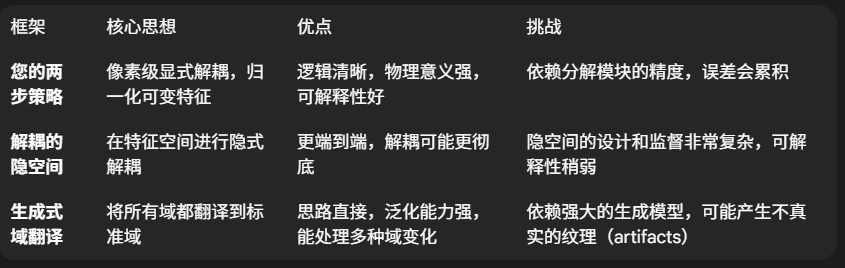 框架 核心思想 优点 挑战
您的两 像素级显式解耦，归 逻辑清晰，物理意义强， 依赖分解模块的精度，误差会累积
步策略 一化可变特征 可解释性好
解耦的 在特征空间进行隐式 更端到端，解耦可能更彻 隐空间的设计和监督非常复杂，可解
隐空间 解耦 底 释性稍弱
生成式 将所有域都翻译到标 思路直接，泛化能力强， 依赖强大的生成模型，可能产生不真
域翻译 准域 能处理多种域变化 实的纹理（artifacts）